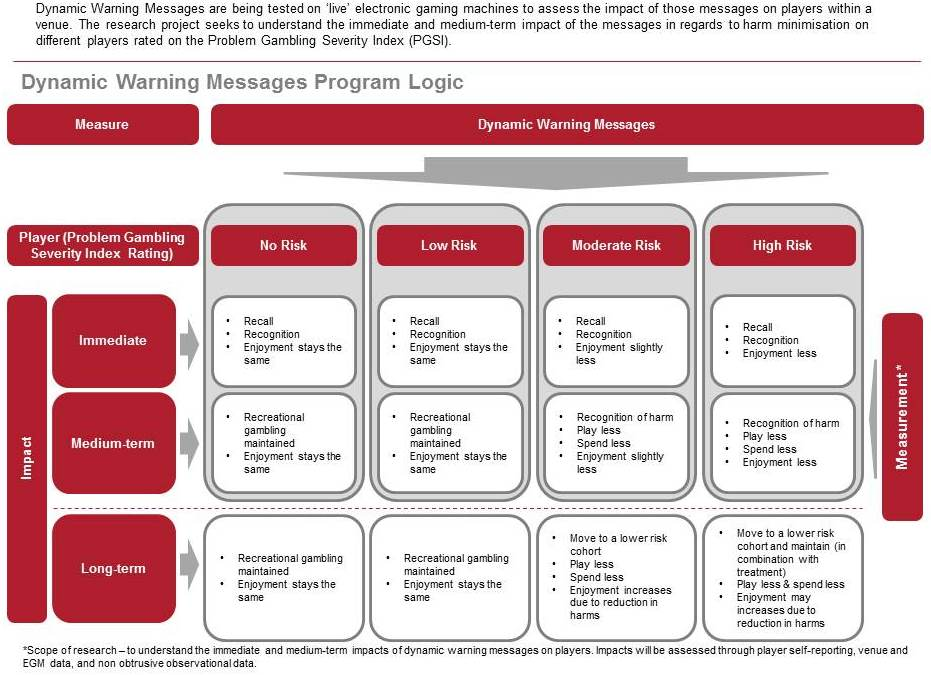 Dynamic Warning Messages are being tested on ‘live’ electronic gaming machines to assess the impact of those messages on players within a
venue. The research project seeks to understand the immediate and medium-term impact of the messages in regards to harm minimisation on
different players rated on the Problem Gambling Severity Index (PGSI).
Dynamic Warning Messages Program Logic
Measure
Dynamic Warning Messages
Player (Problem Gambling
Severity Index Rating)
No Risk
Low Risk
Moderate Risk
High Risk
Impact
Immediate
• Recall
• Recognition
• Enjoyment stays the
same
• Recall
• Recognition
• Enjoyment stays the
same
• Recall
• Recognition
• Enjoyment slightly
less
• Recall
• Recognition
• Enjoyment less
Measurement*
Medium-term
• Recreational
gambling
maintained
• Enjoyment stays the
same
• Recreational
gambling
maintained
• Enjoyment stays the
same
• Recognition of harm
• Play less
• Spend less
• Enjoyment slightly
less
• Recognition of harm
• Play less
• Spend less
• Enjoyment less
Long-term
• Recreational gambling
maintained
• Enjoyment stays the
same
• Recreational gambling
maintained
• Enjoyment stays the
same
• Move to a lower risk
cohort
• Play less
• Spend less
• Enjoyment increases
due to reduction in
harms
• Move to a lower risk
cohort and maintain (in
combination with
treatment)
• Play less & spend less
• Enjoyment may
increases due to
reduction in harms
*Scope of research – to understand the immediate and medium-term impacts of dynamic warning messages on players. Impacts will be assessed through player self-reporting, venue and
EGM data, and non obtrusive observational data.